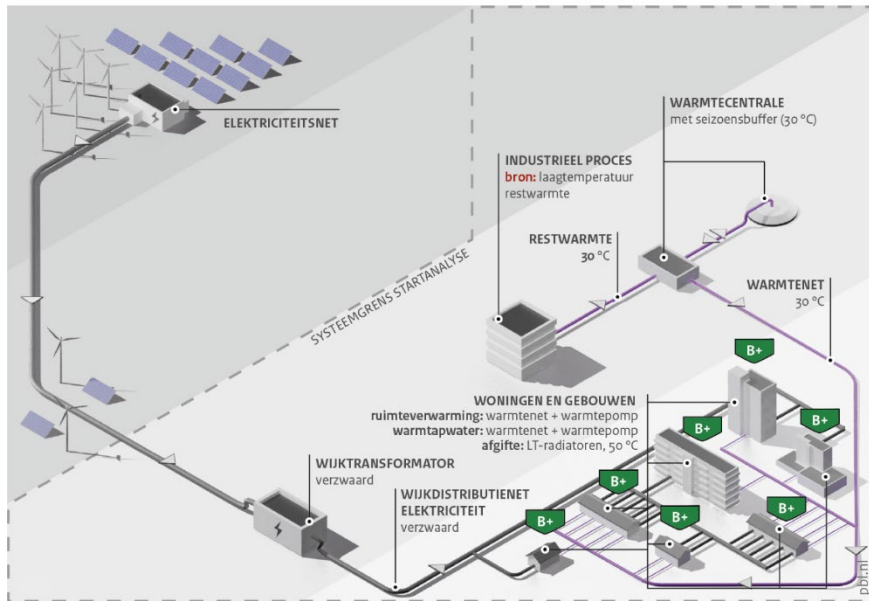 ELEKTRICITEITSNET
WARMTECENTRALE
met seizoensbuffer (30 °C)
INDUSTRIEEL PROCES
bron: laagtemperatuur
restwarmte
RESTWARMTE
30 °C
SYSTEEMGRENS STARTANALYSE
WARMTENET
30 °C
B+
WONINGEN EN GEBOUWEN
ruimteverwarming: warmtenet + warmtepomp
warmtapwater: warmtenet + warmtepomp
afgifte: LT-radiatoren, 50 °C
B+
B+
WIJKTRANSFORMATOR
verzwaard
WIJKDISTRIBUTIENET
ELEKTRICITEIT
verzwaard
B+
B+
B+
B+
pbl.nl